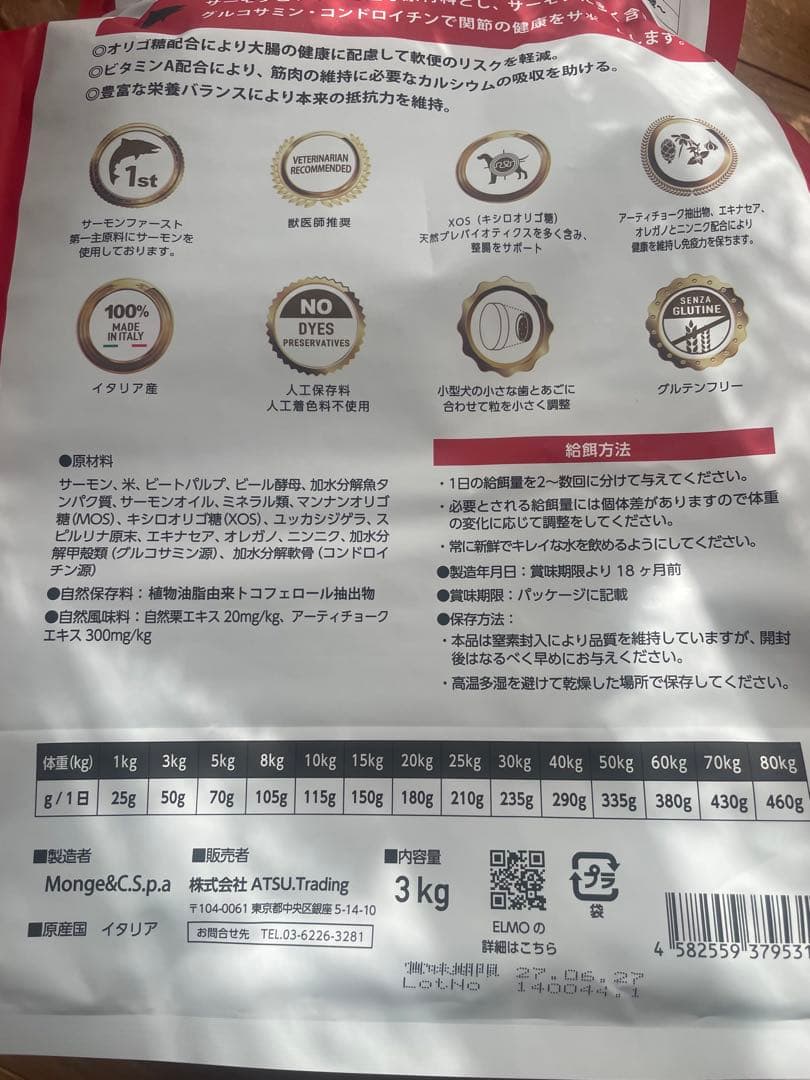 グルコサミン・コンドロイチンで関節の健康をサ
含
します。
◎オリゴ糖配合により大腸の健康に配慮して軟便のリスクを軽減。
◎ビタミンA配合により、筋肉の維持に必要なカルシウムの吸収を助ける。
◎豊富な栄養バランスにより本来の抵抗力を維持。
1st
サーモンファースト
第一主原料にサーモンを
使用しております。
VETERINARIAN
RECOMMENDED
獣医師推奨
XOS（キシロオリゴ糖）
天然プレバイオティクスを多く含み、
整腸をサポート
アーティチョーク抽出物、エキナセア、
オレガノとニンニク配合により
健康を維持し免疫力を保ちます。
100%
MADE
IN ITALY
イタリア産
NO
DYES
PRESERVATIVES
人工保存料
人工着色料不使用
小型犬の小さな歯とあごに
合わせて粒を小さく調整
SENZA
GLUTINE
グルテンフリー
●原材料
サーモン、米、ビートパルプ、ビール酵母、加水分解魚タ
ンパク質、サーモンオイル、ミネラル類、マンナンオリゴ
糖（MOS）、キシロオリゴ糖（XOS）、ユッカシジゲラ、ス
ピルリナ原末、エキナセア、オレガノ、ニンニク、加水分
解甲殻類（グルコサミン源）、加水分解軟骨（コンドロイ
チン源）
●自然保存料：植物油脂由来トコフェロール抽出物
●自然風味料：自然栗エキス 20mg/kg、アーティチョーク
エキス 300mg/kg
給餌方法
・1日の給餌量を2〜数回に分けて与えてください。
・必要とされる給餌量には個体差がありますので体重
の変化に応じて調整をしてください。
・常に新鮮でキレイな水を飲めるようにしてください。
●製造年月日：賞味期限より 18 ヶ月前
●賞味期限：パッケージに記載
●保存方法：
・本品は窒素封入により品質を維持していますが、開封
後はなるべく早めにお与えください。
・高温多湿を避けて乾燥した場所で保存してください。
体重(kg) 1kg 3kg 5kg 8kg 10kg 15kg 20kg 25kg 30kg 40kg 50kg 60kg 70kg 80kg
g/1日 25g 50g 70g 105g 115g 150g 180g 210g 235g 290g 335g 380g 430g 460g
■製造者
Monge&C.S.p.a
■原産国 イタリア
■販売者
株式会社 ATSU.Trading
〒104-0061 東京都中央区銀座 5-14-10
お問合せ先 TEL.03-6226-3281
■内容量
3 kg
ELMO の
詳細はこちら
プラ
袋
4 582559 379531
賞味期限 27.06.27
LotNo 140044.1